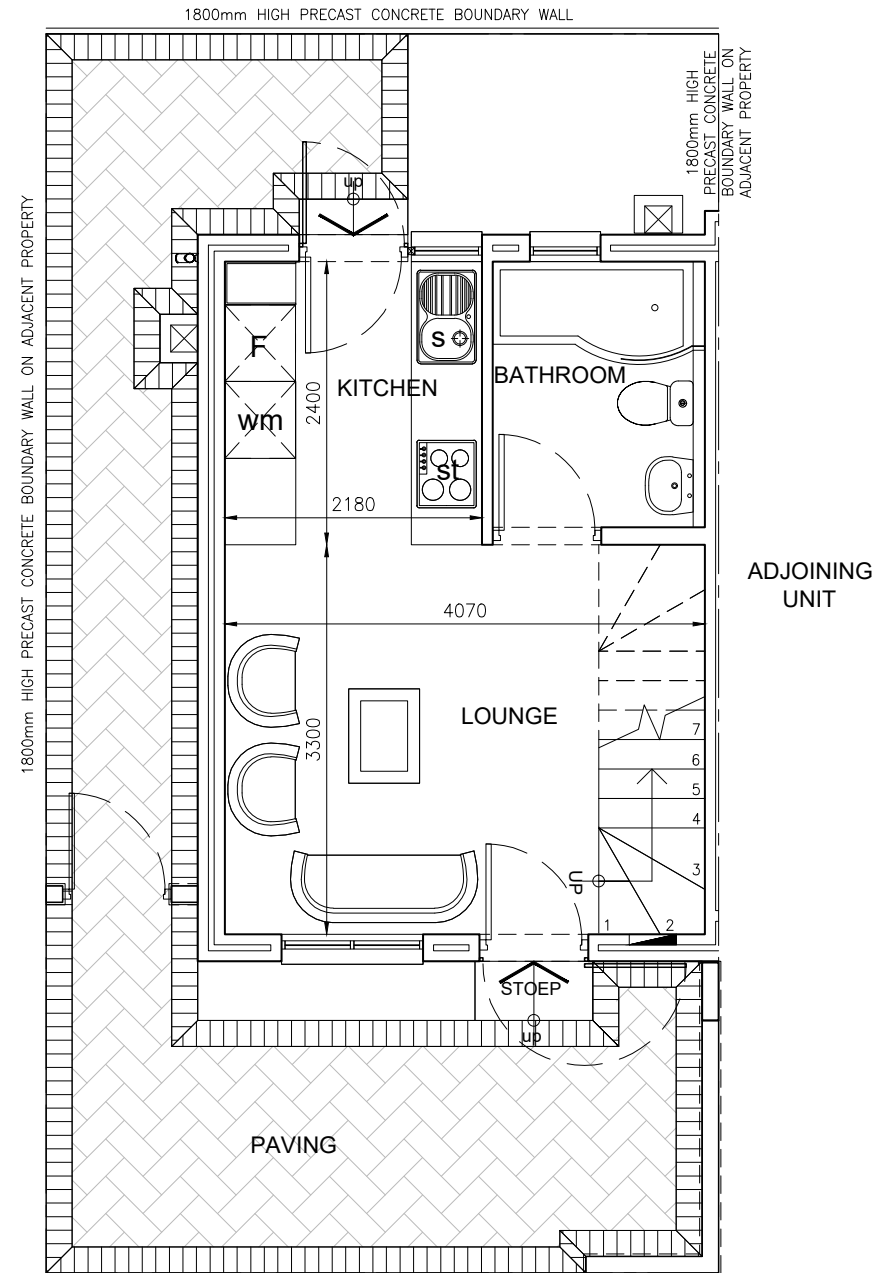 1800mm HIGH PRECAST CONCRETE BOUNDARY WALL
1800mm HIGH
PRECAST CONCRETE
BOUNDARY WALL ON
ADJACENT PROPERTY
1800mm HIGH PRECAST CONCRETE BOUNDARY WALL ON ADJACENT PROPERTY
up
F
wm
KITCHEN
2400
s
st
2180
BATHROOM
ADJOINING
UNIT
4070
LOUNGE
3300
7
6
5
4
3
UP
1
2
STOEP
up
PAVING